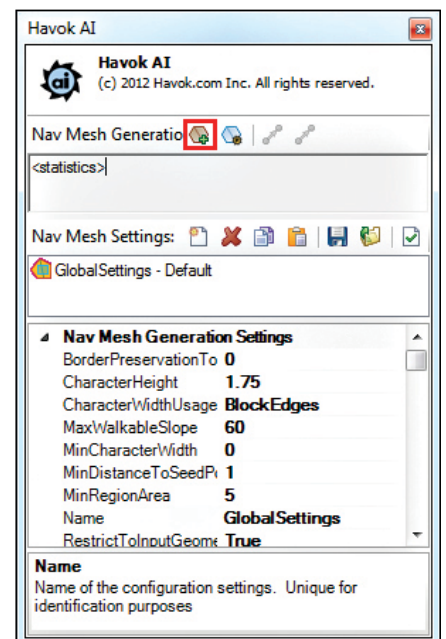 Havok AI
ai
Havok AI
(c) 2012 Havok.com Inc. All rights reserved.
Nav Mesh Generatio
<statistics>
Nav Mesh Settings:
GlobalSettings - Default
Nav Mesh Generation Settings
BorderPreservationTo 0
CharacterHeight 1.75
CharacterWidthUsage BlockEdges
MaxWalkableSlope 60
MinCharacterWidth 0
MinDistanceToSeedP 1
MinRegionArea 5
Name GlobalSettings
RestrictToInputGeome True
Name
Name of the configuration settings. Unique for
identification purposes